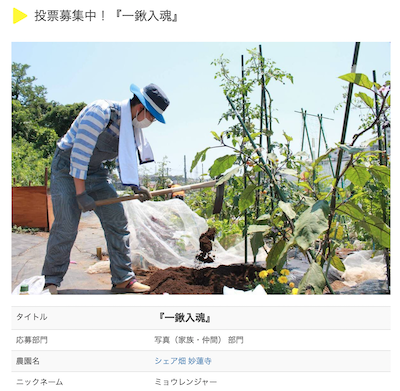 投票募集中！『一鍬入魂』
タイトル 『一鍬入魂』
応募部門 写真（家族・仲間） 部門
農園名 シェア畑 妙蓮寺
ニックネーム ミョウレンジャー